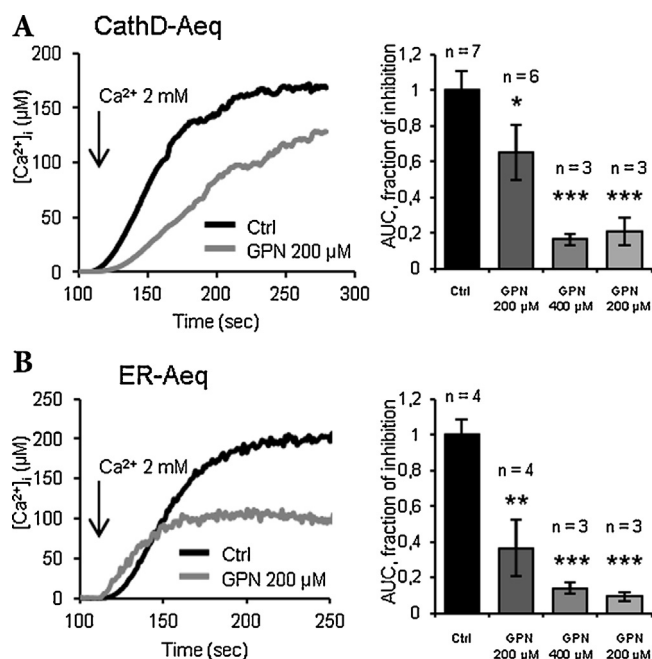 A
CathD-Aeq
200
150
100
50
0
[Ca²⁺]ᵢ (µM)
Ca²⁺ 2 mM
Ctrl
GPN 200 µM
100 150 200 250 300
Time (sec)
1,2
1
0,8
0,6
0,4
0,2
0
AUC, fraction of inhibition
n = 7
n = 6
*
n = 3
***
n = 3
***
Ctrl GPN GPN GPN
200 µM 400 µM 200 µM
B
ER-Aeq
250
200
150
100
50
0
[Ca²⁺]ᵢ (µM)
Ca²⁺ 2 mM
Ctrl
GPN 200 µM
100 150 200 250
Time (sec)
1,2
1
0,8
0,6
0,4
0,2
0
AUC, fraction of inhibition
n = 4
n = 4
**
n = 3
***
n = 3
***
Ctrl GPN GPN GPN
200 µM 400 µM 200 µM